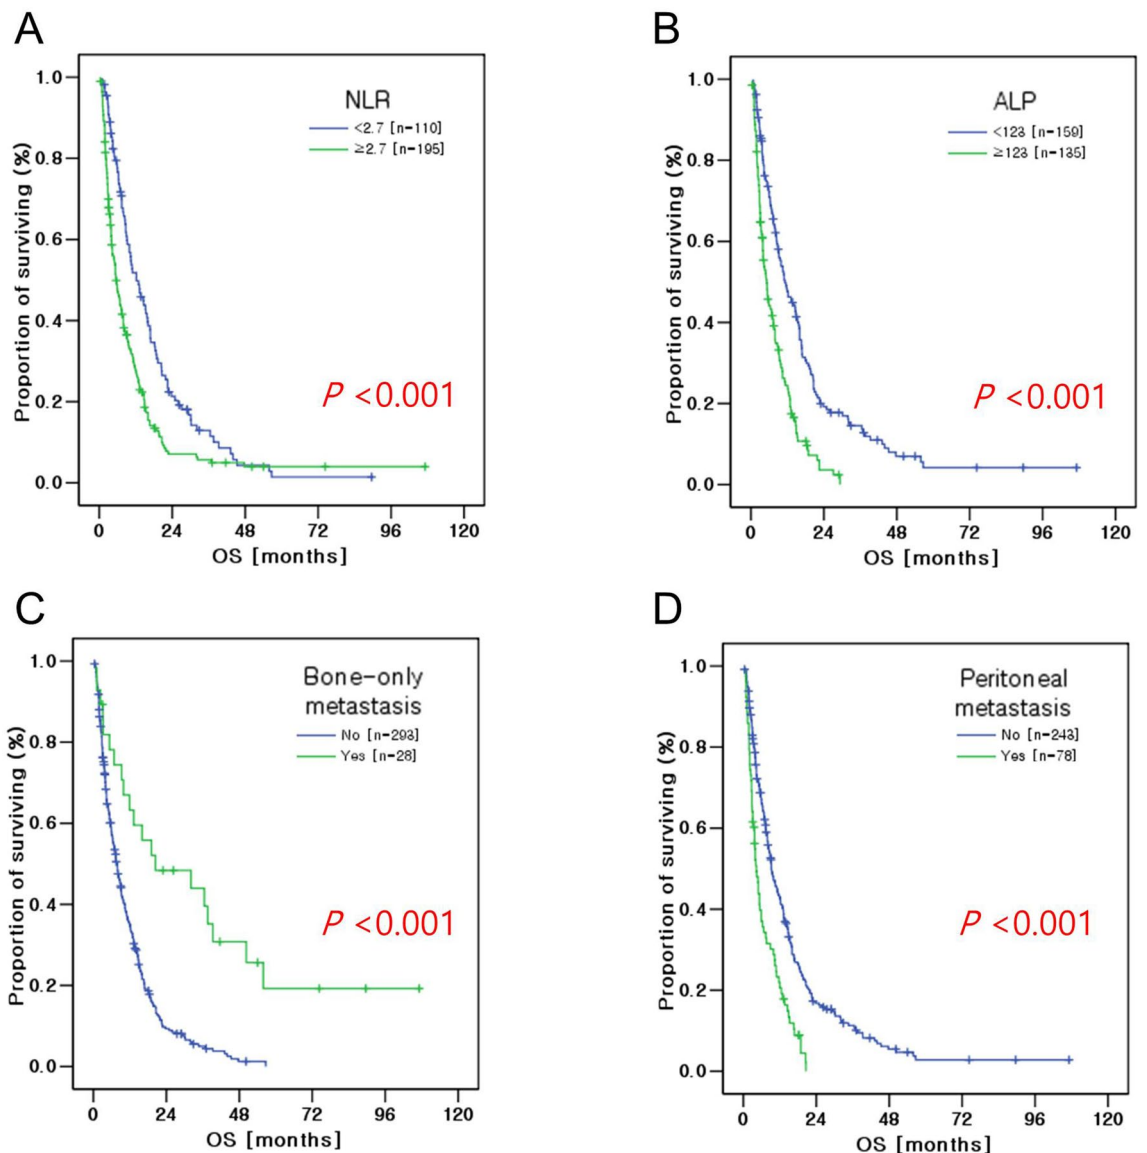 A
NLR
<2.7 [n-110]
≥2.7 [n-195]
P <0.001
Proportion of surviving (%)
1.0
0.8
0.6
0.4
0.2
0.0
0 24 48 72 96 120
OS [months]
B
ALP
<123 [n-159]
≥123 [n-135]
P <0.001
Proportion of surviving (%)
1.0
0.8
0.6
0.4
0.2
0.0
0 24 48 72 96 120
OS [months]
C
Bone-only
metastasis
No [n-293]
Yes [n-28]
P <0.001
Proportion of surviving (%)
1.0
0.8
0.6
0.4
0.2
0.0
0 24 48 72 96 120
OS [months]
D
Peritoneal
metastasis
No [n-243]
Yes [n-78]
P <0.001
Proportion of surviving (%)
1.0
0.8
0.6
0.4
0.2
0.0
0 24 48 72 96 120
OS [months]